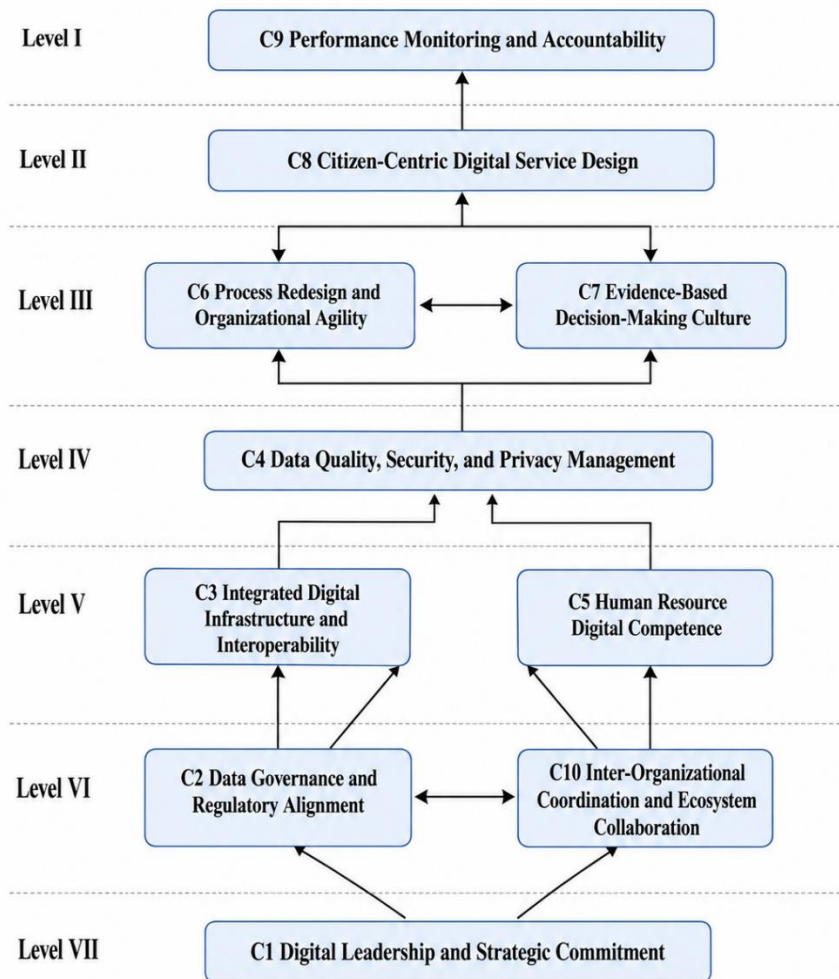 Level I
C9 Performance Monitoring and Accountability
Level II
C8 Citizen-Centric Digital Service Design
Level III
C6 Process Redesign and
Organizational Agility
C7 Evidence-Based
Decision-Making Culture
Level IV
C4 Data Quality, Security, and Privacy Management
Level V
C3 Integrated Digital
Infrastructure and
Interoperability
C5 Human Resource
Digital Competence
Level VI
C2 Data Governance and
Regulatory Alignment
C10 Inter-Organizational
Coordination and Ecosystem
Collaboration
Level VII
C1 Digital Leadership and Strategic Commitment